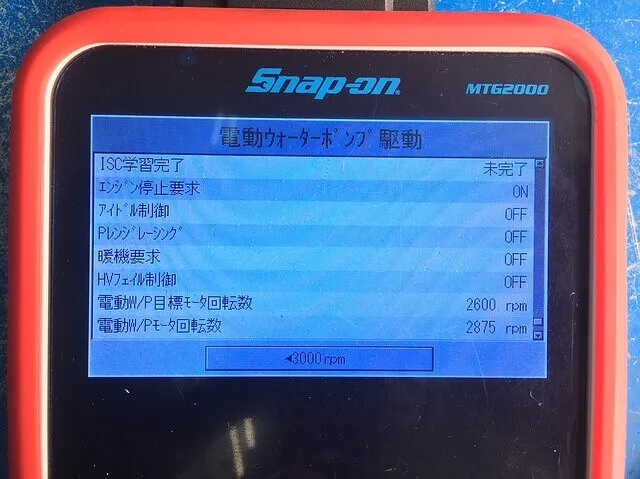 Snap-on
MTG2000
電動ｳｫｰﾀｰﾎﾟﾝﾌﾟ駆動
ISC学習完了 未完了
ｴﾝｼﾞﾝ停止要求 ON
ｱｲﾄﾞﾙ制御 OFF
Pﾚﾝｼﾞﾚｰｼﾝｸﾞ OFF
暖機要求 OFF
HVﾌｪｲﾙ制御 OFF
電動W/P目標ﾓｰﾀ回転数 2600 rpm
電動W/Pﾓｰﾀ回転数 2875 rpm
◀3000rpm